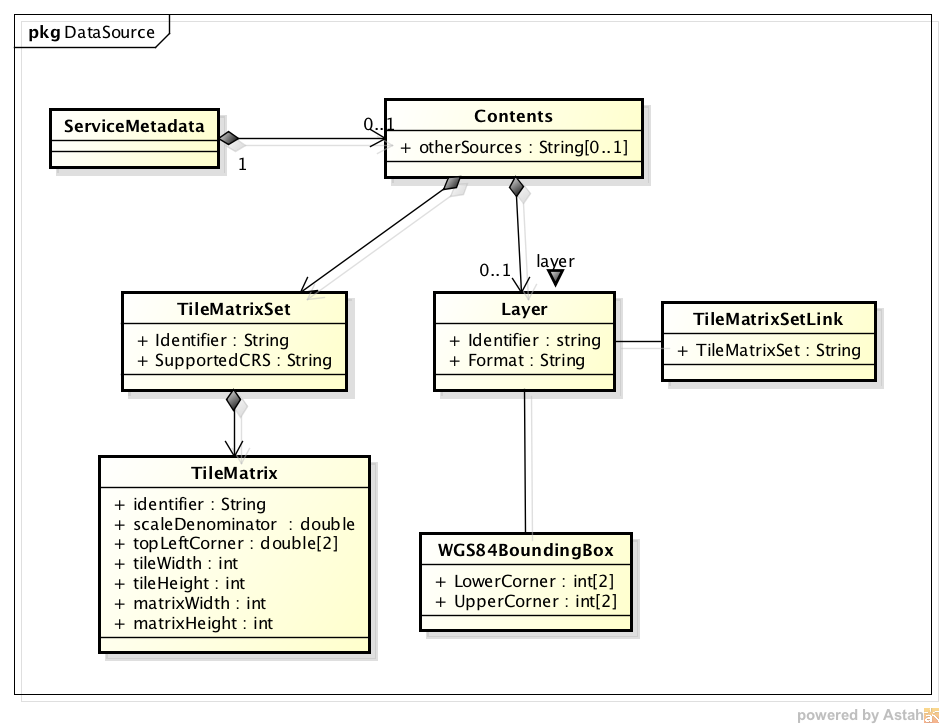 pkg DataSource
ServiceMetadata
1
0..1
Contents
+ otherSources : String[0..1]
0..1
layer
TileMatrixSet
+ Identifier : String
+ SupportedCRS : String
Layer
+ Identifier : string
+ Format : String
TileMatrixSetLink
+ TileMatrixSet : String
TileMatrix
+ identifier : String
+ scaleDenominator : double
+ topLeftCorner : double[2]
+ tileWidth : int
+ tileHeight : int
+ matrixWidth : int
+ matrixHeight : int
WGS84BoundingBox
+ LowerCorner : int[2]
+ UpperCorner : int[2]
powered by Astah